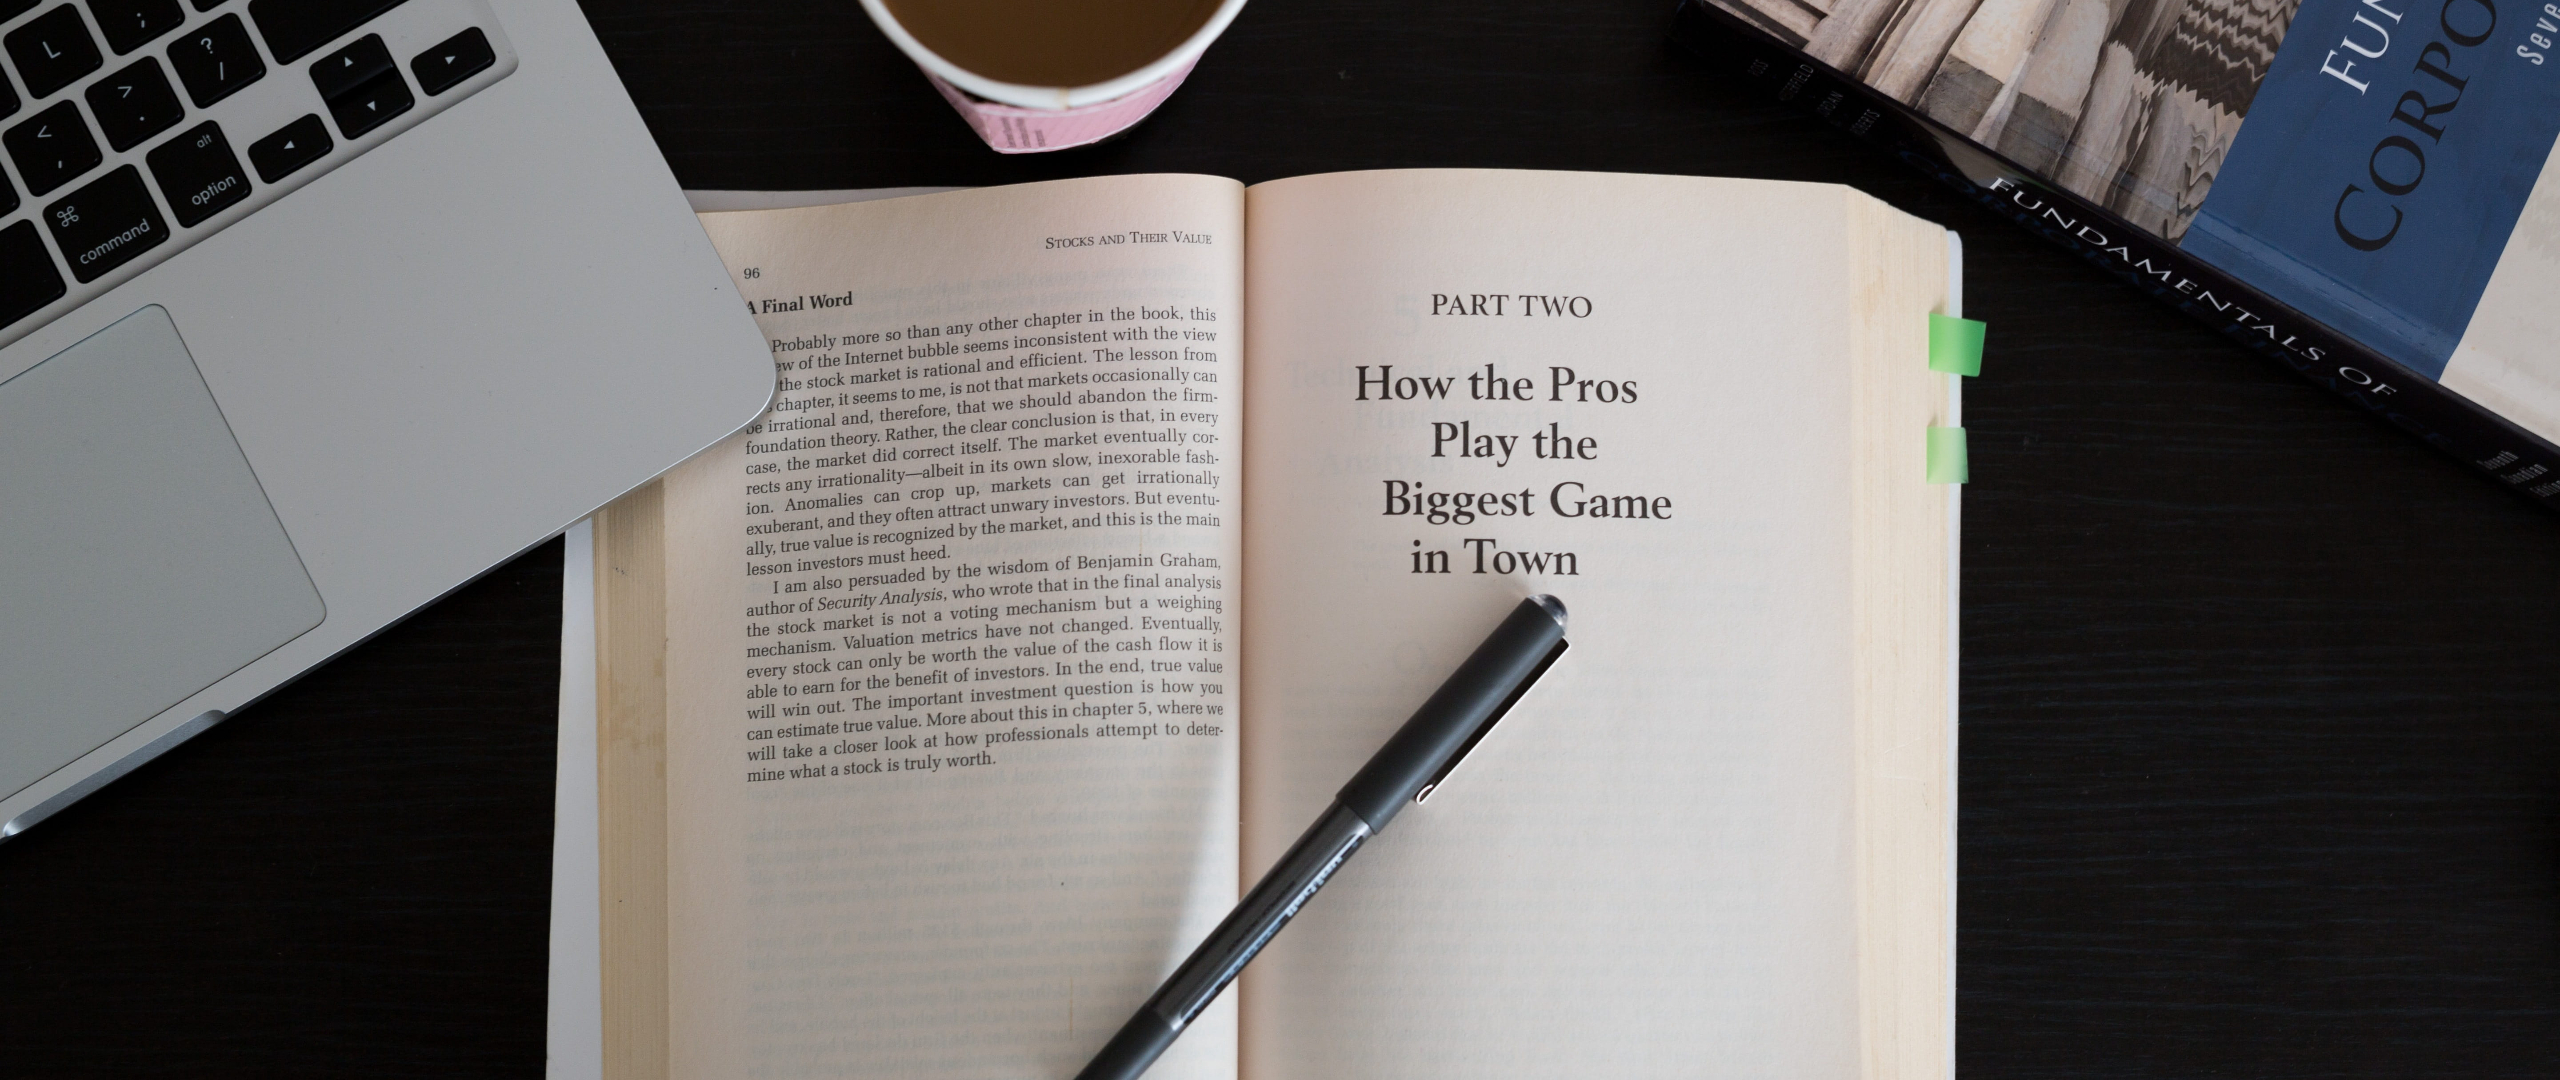 L
;
:
<
,
>
.
?
/
alt
option
⌘
command
96
STOCKS AND THEIR VALUE
A Final Word
Probably more so than any other chapter in the book, this
of the Internet bubble seems inconsistent with the view
the stock market is rational and efficient. The lesson from
chapter, it seems to me, is not that markets occasionally can
be irrational and, therefore, that we should abandon the firm-
foundation theory. Rather, the clear conclusion is that, in every
case, the market did correct itself. The market eventually cor-
rects any irrationality—albeit in its own slow, inexorable fash-
ion. Anomalies can crop up, markets can get irrationally
exuberant, and they often attract unwary investors. But eventu-
ally, true value is recognized by the market, and this is the main
lesson investors must heed.
I am also persuaded by the wisdom of Benjamin Graham,
author of Security Analysis, who wrote that in the final analysis
the stock market is not a voting mechanism but a weighing
mechanism. Valuation metrics have not changed. Eventually,
every stock can only be worth the value of the cash flow it is
able to earn for the benefit of investors. In the end, true value
will win out. The important investment question is how you
can estimate true value. More about this in chapter 5, where we
will take a closer look at how professionals attempt to deter-
mine what a stock is truly worth.
PART TWO
How the Pros
Play the
Biggest Game
in Town
FUN
CORPO
Seve
FUNDAMENTALS OF